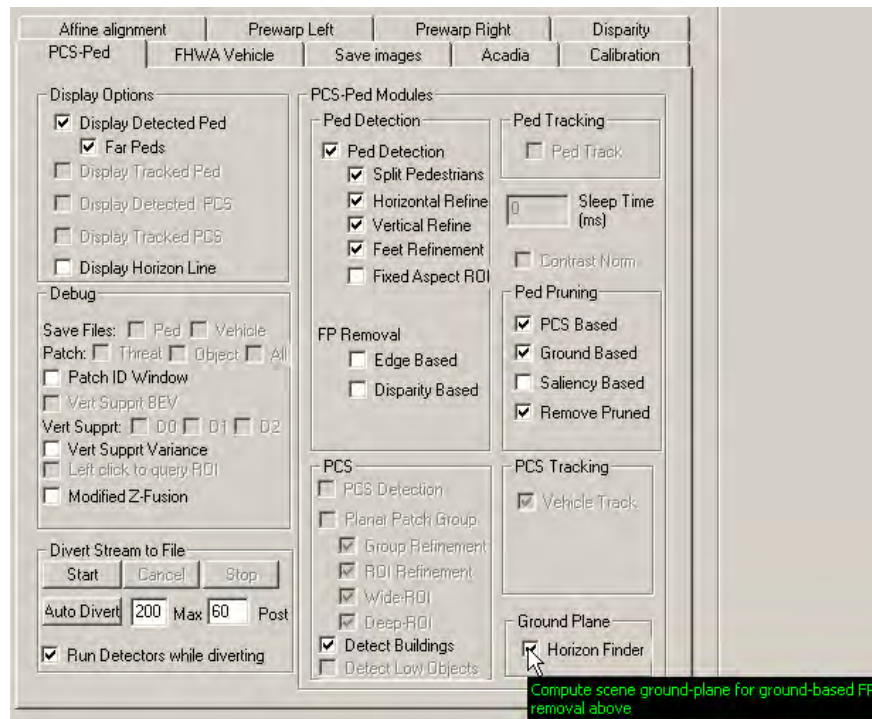 Affine alignment Prewarp Left Prewarp Right Disparity
PCS-Ped FHWA Vehicle Save images Acadia Calibration
Display Options
Display Detected Ped
Far Peds
Display Tracked Ped
Display Detected PCS
Display Tracked PCS
Display Horizon Line
Debug
Save Files: Ped Vehicle
Patch: Threat Object All
Patch ID Window
Vert Supprt BEV
Vert Supprt: D0 D1 D2
Vert Supprt Variance
Left click to query ROI
Modified Z-Fusion
Divert Stream to File
Start Cancel Stop
Auto Divert 200 Max 60 Post
Run Detectors while diverting
PCS-Ped Modules
Ped Detection
Ped Detection
Split Pedestrians
Horizontal Refine
Vertical Refine
Feet Refinement
Fixed Aspect ROI
FP Removal
Edge Based
Disparity Based
PCS
PCS Detection
Planar Patch Group
Group Refinement
ROI Refinement
Wide-ROI
Deep-ROI
Detect Buildings
Detect Low Objects
Ped Tracking
Ped Track
0 Sleep Time
(ms)
Contrast Norm
Ped Pruning
PCS Based
Ground Based
Saliency Based
Remove Pruned
PCS Tracking
Vehicle Track
Ground Plane
Horizon Finder
Compute scene ground-plane for ground-based FP
removal above